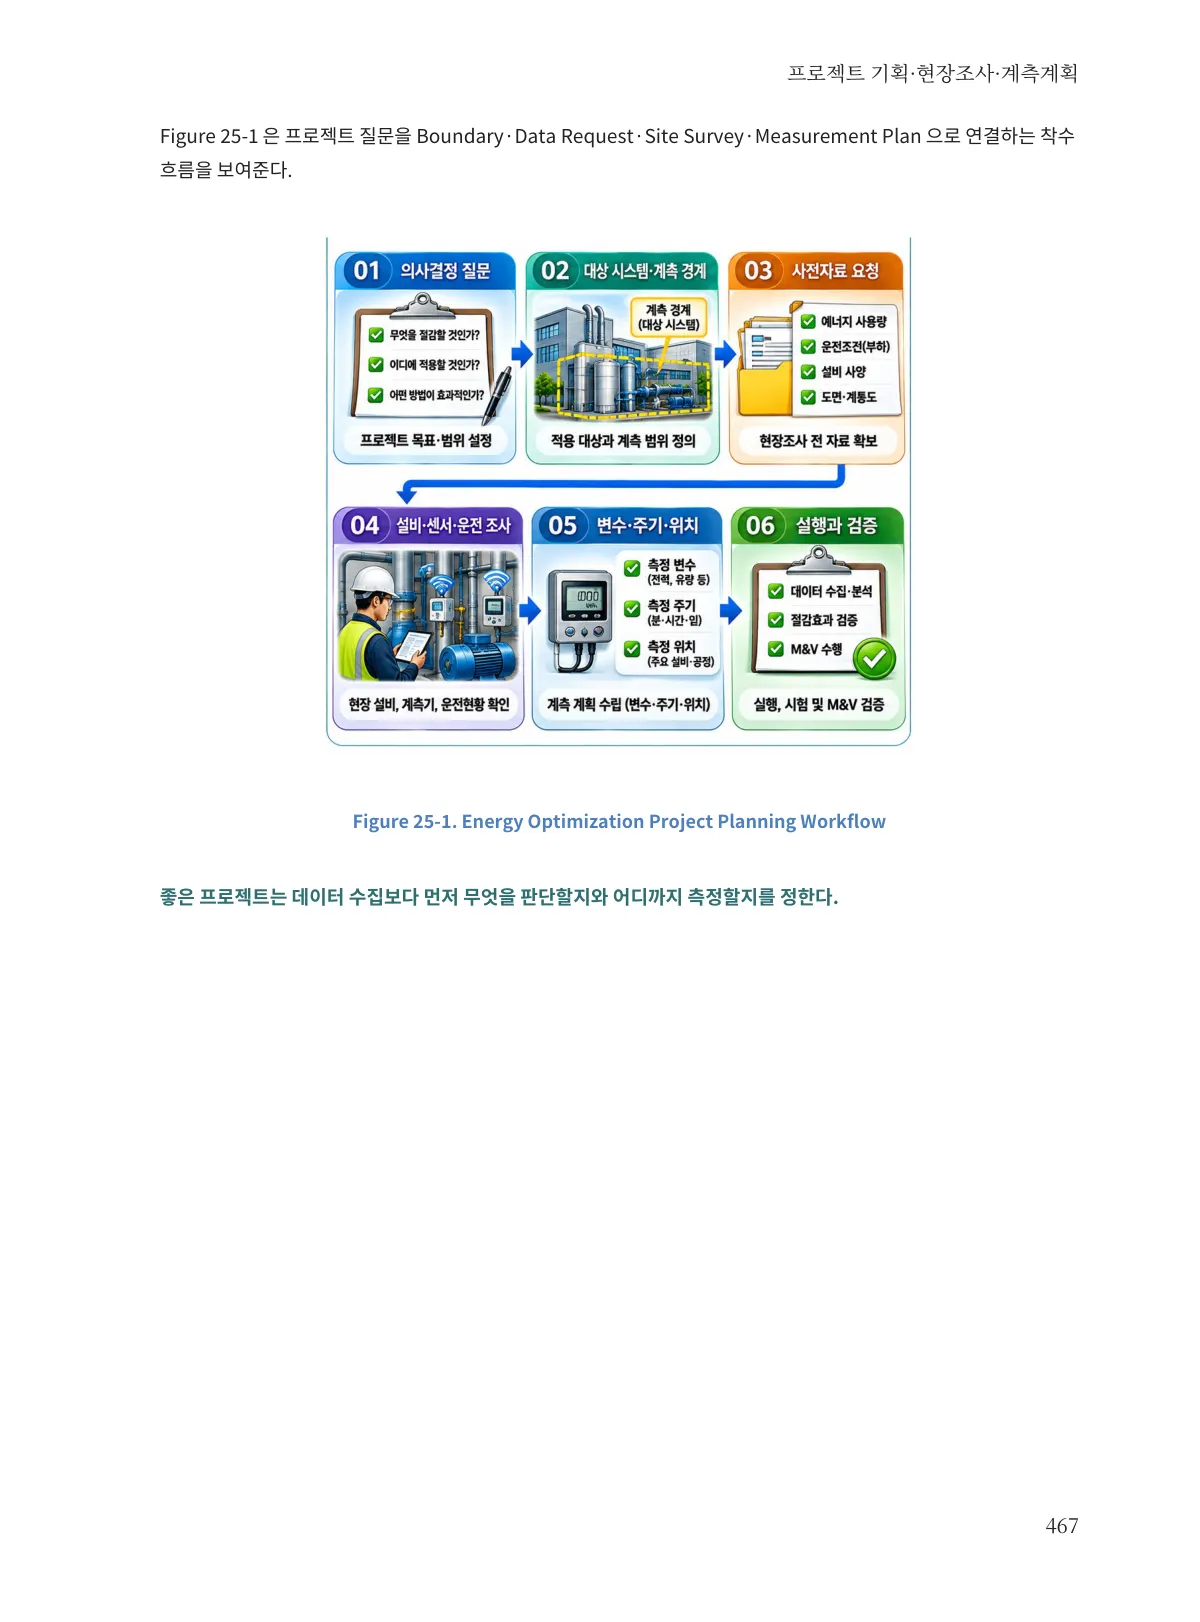 프로젝트 기획·현장조사·계측계획
Figure 25-1 은 프로젝트 질문을 Boundary·Data Request·Site Survey·Measurement Plan 으로 연결하는 착수
흐름을 보여준다.
01 의사결정 질문
무엇을 절감할 것인가?
어디에 적용할 것인가?
어떤 방법이 효과적인가?
프로젝트 목표·범위 설정
02 대상 시스템·계측 경계
계측 경계
(대상 시스템)
적용 대상과 계측 범위 정의
03 사전자료 요청
에너지 사용량
운전조건(부하)
설비 사양
도면·계통도
현장조사 전 자료 확보
04 설비·센서·운전 조사
현장 설비, 계측기, 운전현황 확인
05 변수·주기·위치
측정 변수
(전력, 유량 등)
측정 주기
(분·시간·일)
측정 위치
(주요 설비·공정)
계측 계획 수립 (변수·주기·위치)
06 실행과 검증
데이터 수집·분석
절감효과 검증
M&V 수행
실행, 시험 및 M&V 검증
Figure 25-1. Energy Optimization Project Planning Workflow
좋은 프로젝트는 데이터 수집보다 먼저 무엇을 판단할지와 어디까지 측정할지를 정한다.
467